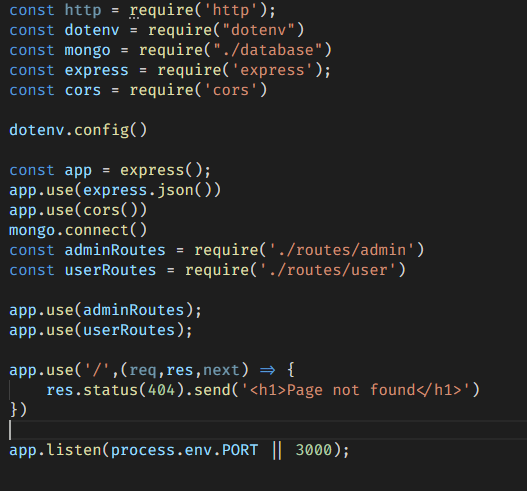 const http = require('http');
const dotenv = require("dotenv")
const mongo = require("./database")
const express = require('express');
const cors = require('cors')
dotenv.config()
const app = express();
app.use(express.json())
app.use(cors())
mongo.connect()
const adminRoutes = require('./routes/admin')
const userRoutes = require('./routes/user')
app.use(adminRoutes);
app.use(userRoutes);
app.use('/',(req,res,next) => {
    res.status(404).send('<h1>Page not found</h1>')
})
app.listen(process.env.PORT || 3000);